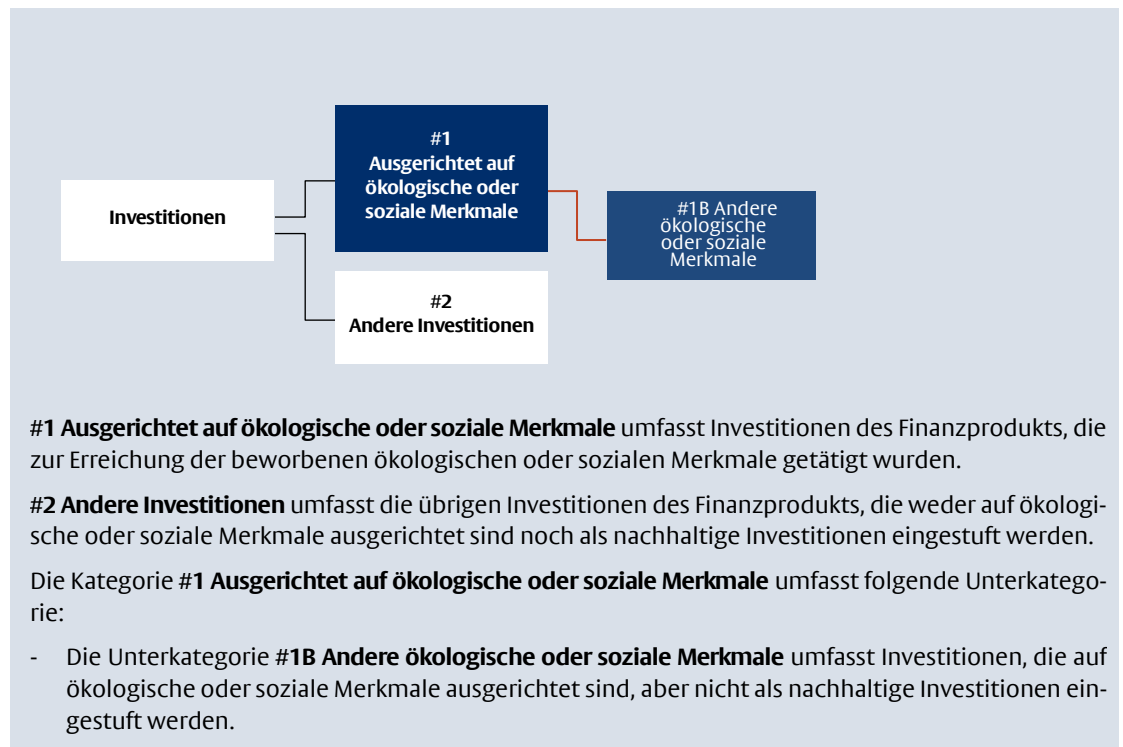 #1
Ausgerichtet auf
ökologische oder
soziale Merkmale
Investitionen
#1B Andere
ökologische
oder soziale
Merkmale
#2
Andere Investitionen
#1 Ausgerichtet auf ökologische oder soziale Merkmale umfasst Investitionen des Finanzprodukts, die
zur Erreichung der beworbenen ökologischen oder sozialen Merkmale getätigt wurden.
#2 Andere Investitionen umfasst die übrigen Investitionen des Finanzprodukts, die weder auf ökologi-
sche oder soziale Merkmale ausgerichtet sind noch als nachhaltige Investitionen eingestuft werden.
Die Kategorie #1 Ausgerichtet auf ökologische oder soziale Merkmale umfasst folgende Unterkatego-
rie:
- Die Unterkategorie #1B Andere ökologische oder soziale Merkmale umfasst Investitionen, die auf
ökologische oder soziale Merkmale ausgerichtet sind, aber nicht als nachhaltige Investitionen ein-
gestuft werden.